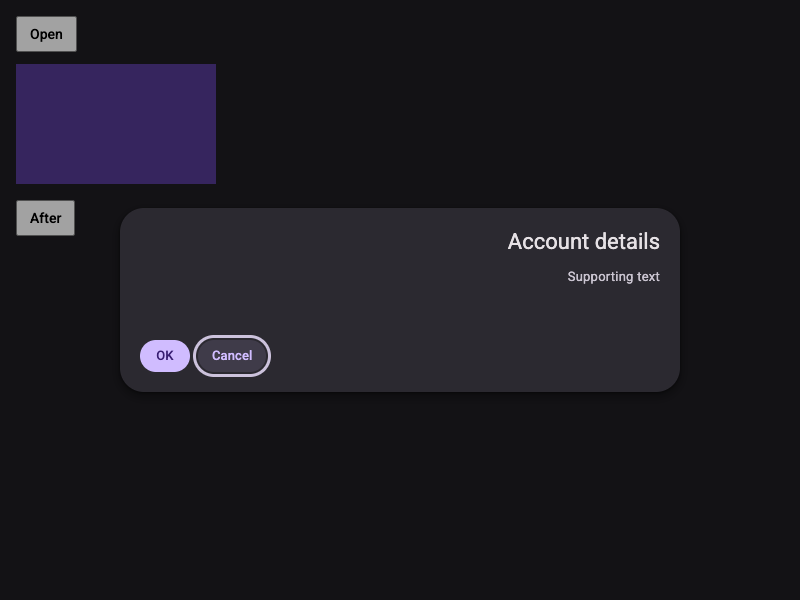 Open
After
Account details
Supporting text
OK
Cancel